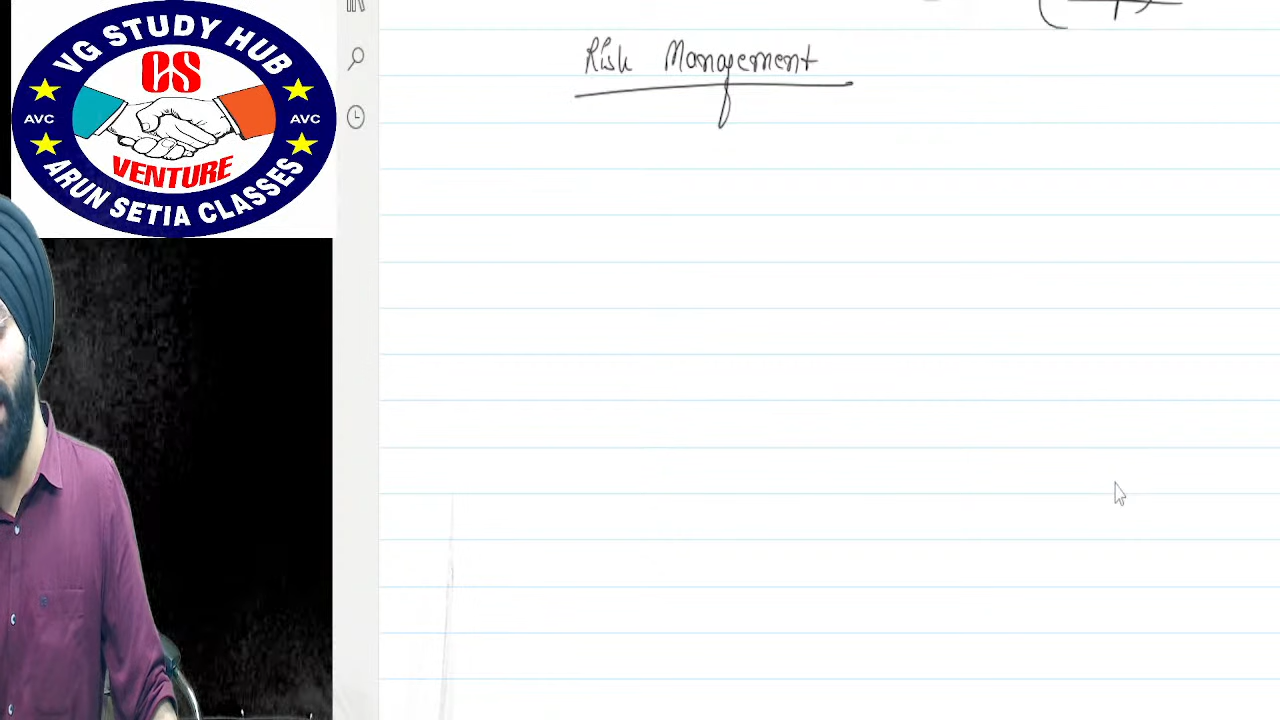 VG STUDY HUB
CS
AVC
AVC
VENTURE
ARUN SETIA CLASSES
Risk Management